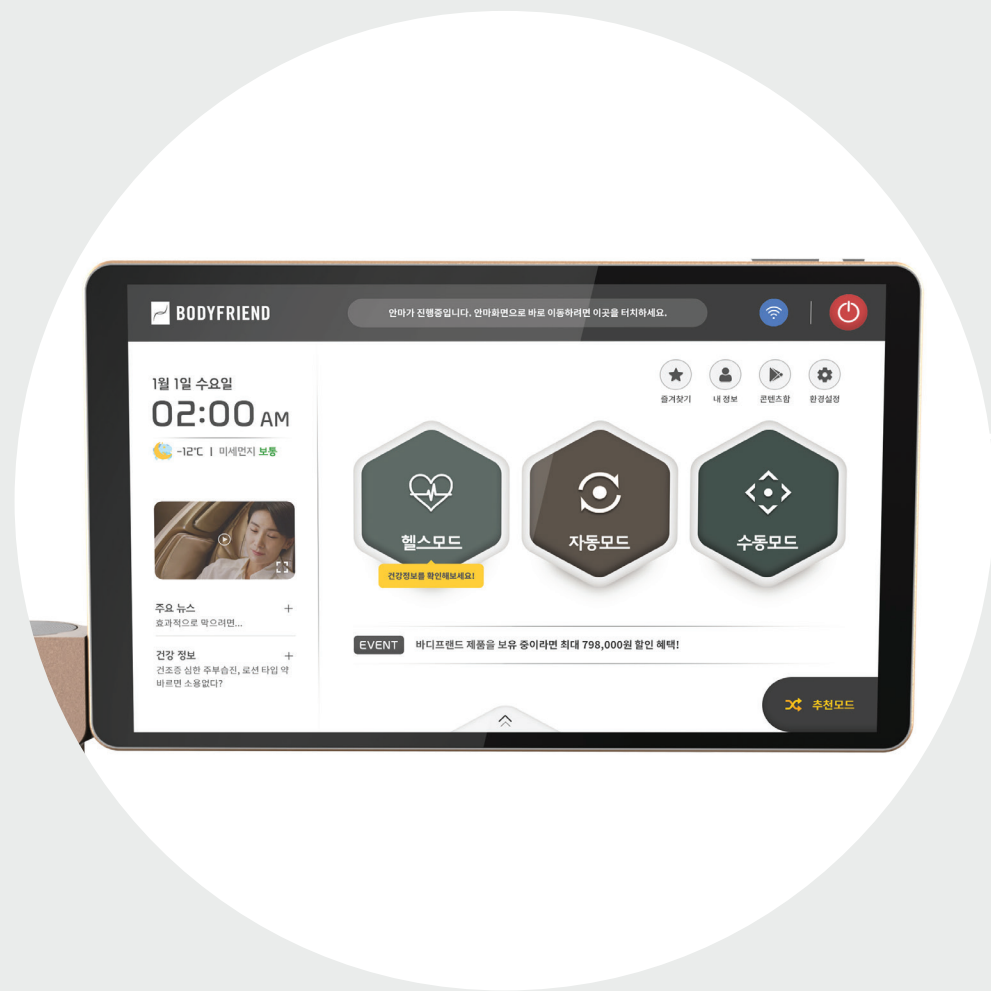 BODYFRIEND
안마가 진행중입니다. 안마화면으로 바로 이동하려면 이곳을 터치하세요.
1월 1일 수요일
02:00 AM
-12℃ | 미세먼지 보통
즐겨찾기
내 정보
콘텐츠함
환경설정
헬스모드
자동모드
수동모드
건강정보를 확인해보세요!
주요 뉴스 +
효과적으로 막으려면...
건강 정보 +
건조증 심한 주부습진, 로션 타입 약
바르면 소용없다?
EVENT 바디프랜드 제품을 보유 중이라면 최대 798,000원 할인 혜택!
추천모드